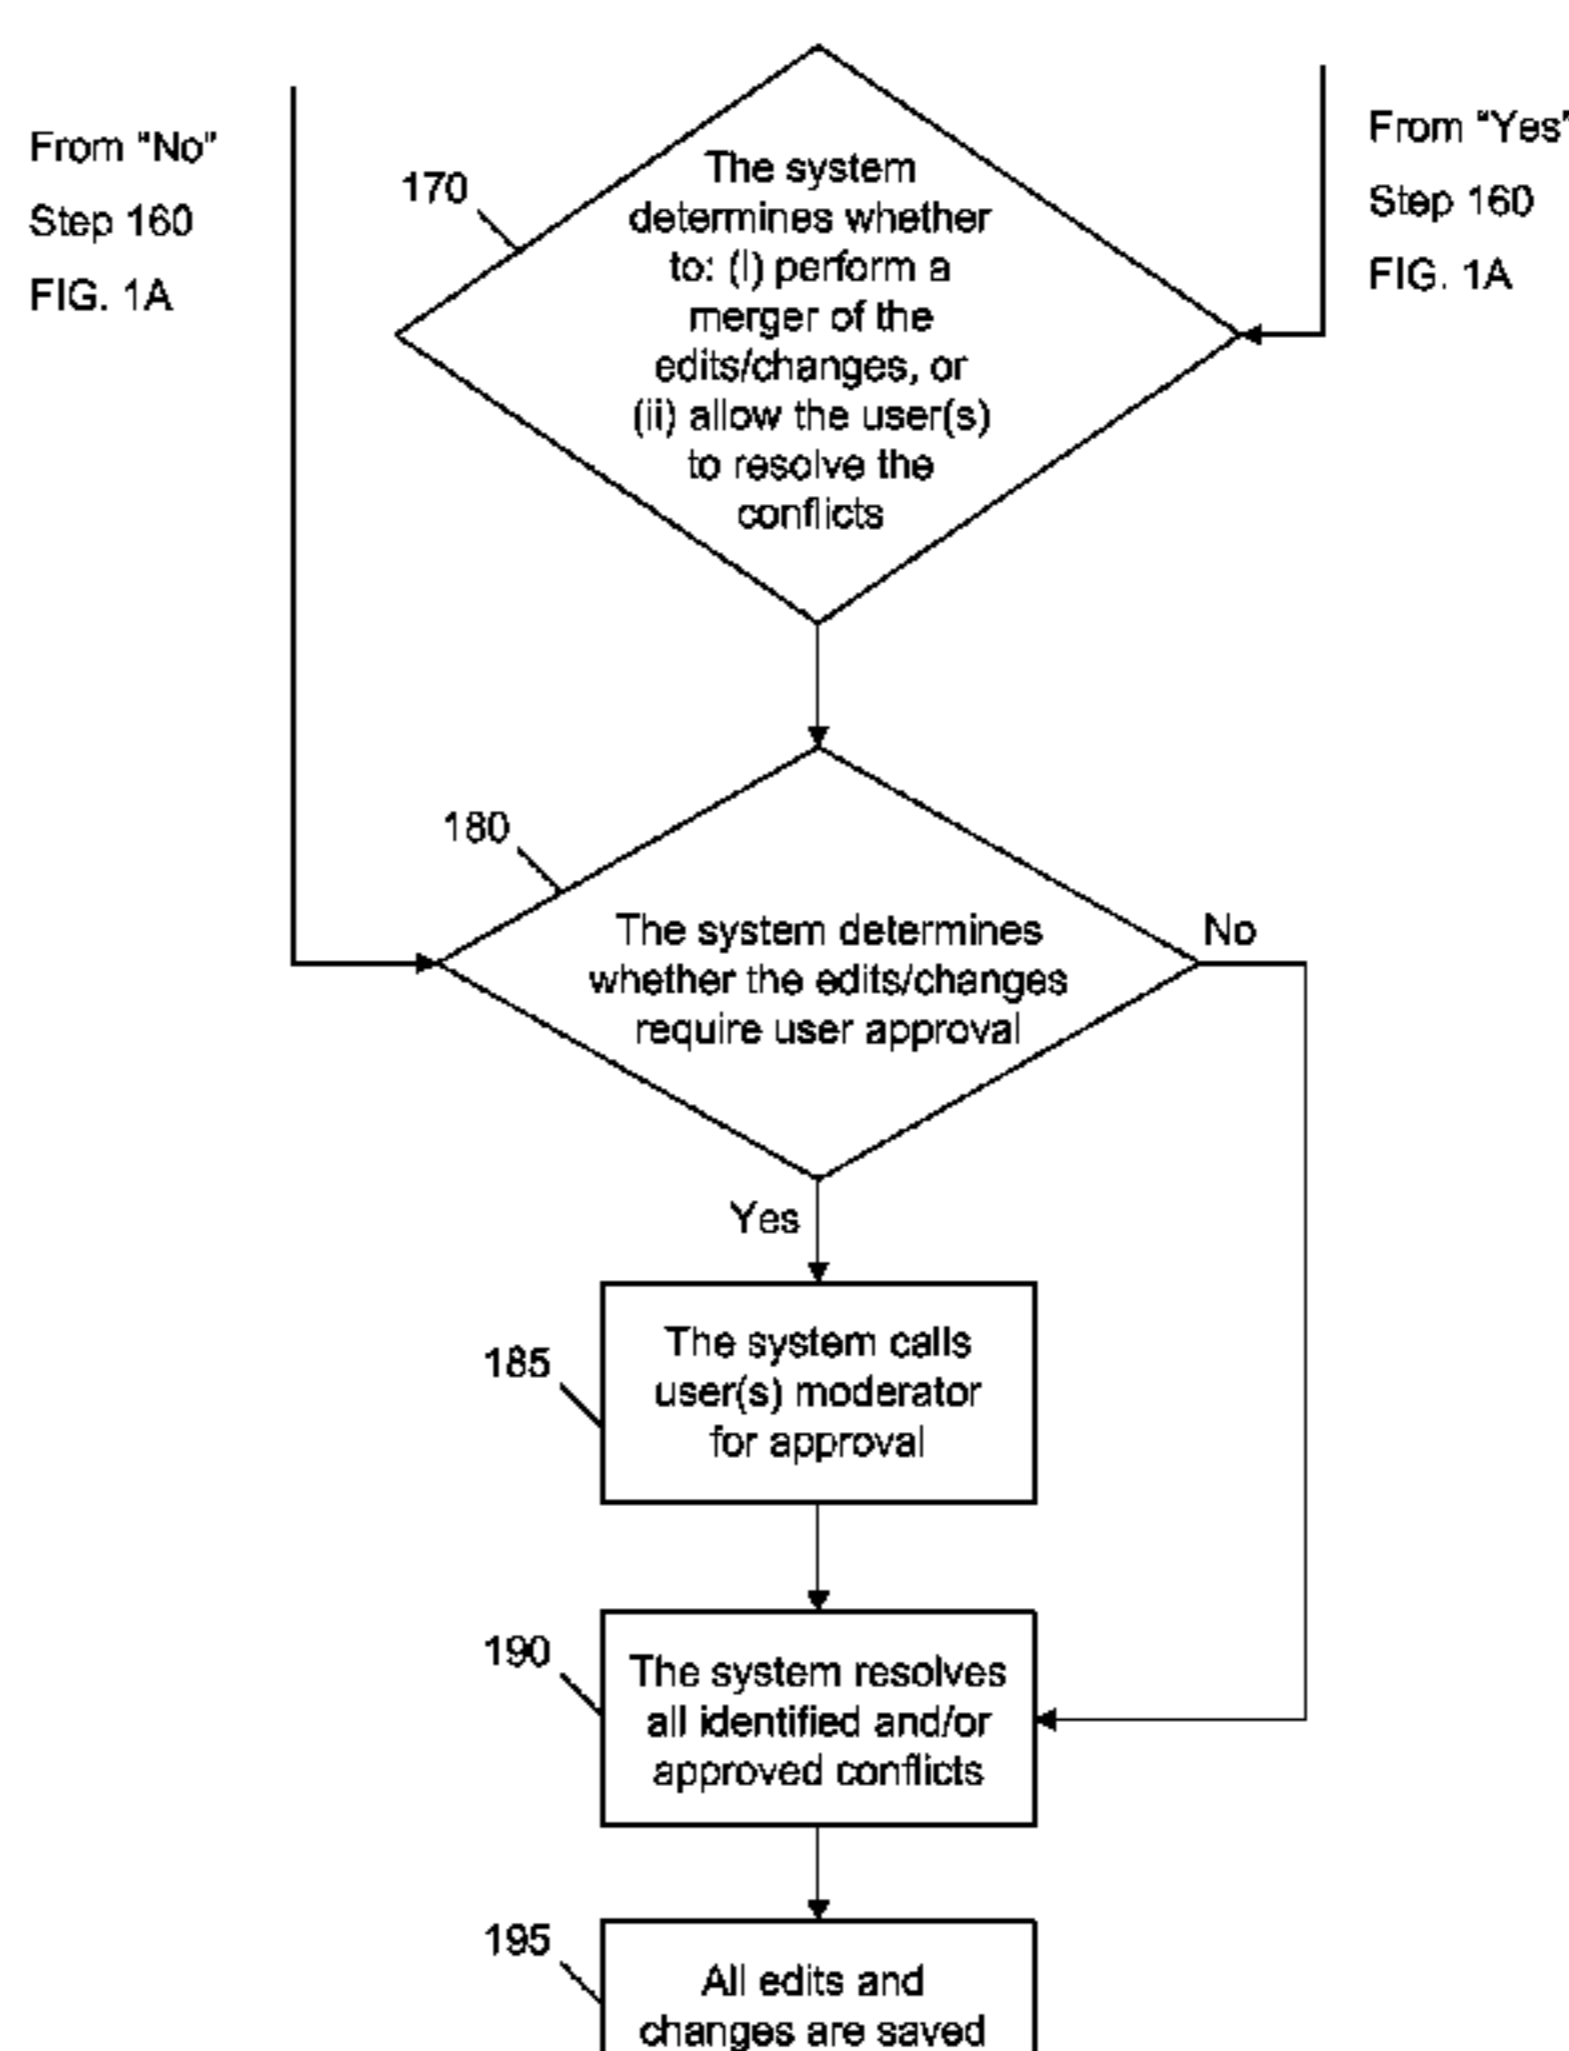 From "No"
Step 160
FIG. 1A
From "Yes"
Step 160
FIG. 1A
170
The system
determines whether
to: (I) perform a
merger of the
edits/changes, or
(ii) allow the user(s)
to resolve the
conflicts
180
The system determines
whether the edits/changes
require user approval
No
Yes
185
The system calls
user(s) moderator
for approval
190
The system resolves
all identified and/or
approved conflicts
195
All edits and
changes are saved